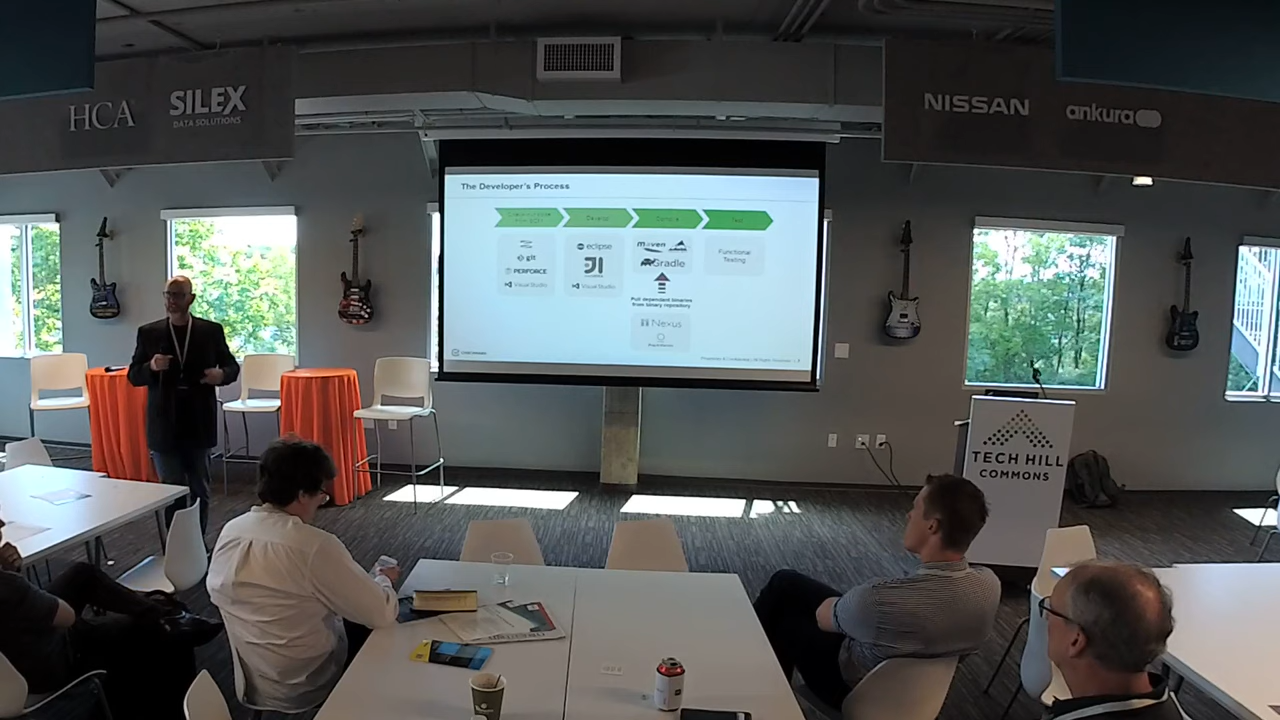 HCA
SILEX
DATA SOLUTIONS
NISSAN
ankura
The Developer's Process
Develop
Test
git
PERFORCE
Visual Studio
eclipse
JI
Visual Studio
Maven
Gradle
Pull dependent binaries
from binary repository
Nexus
Functional
Testing
TECH HILL
COMMONS